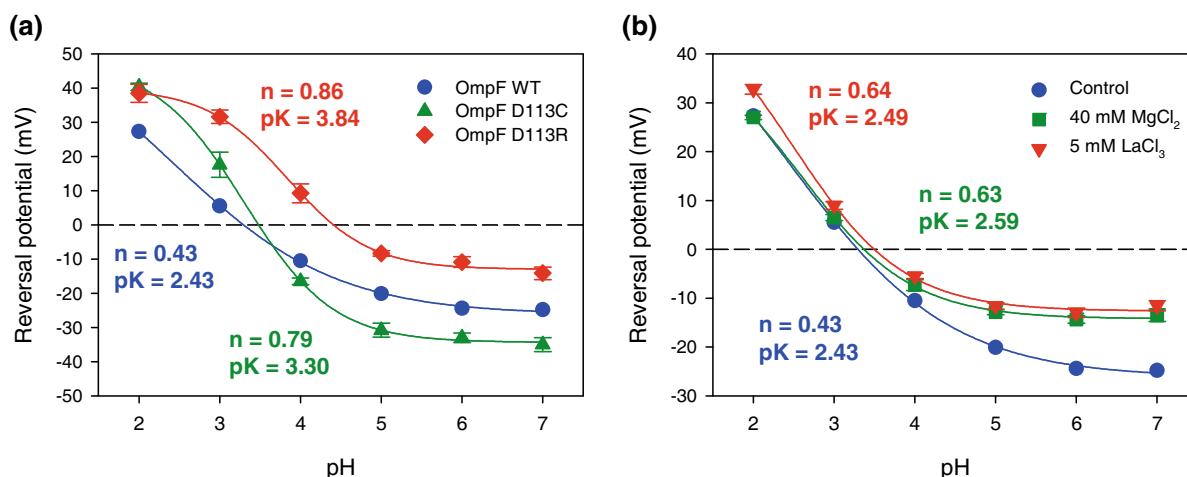 (a)
Reversal potential (mV)
50
40
30
20
10
0
-10
-20
-30
-40
-50
n = 0.86
pK = 3.84
OmpF WT
OmpF D113C
OmpF D113R
n = 0.43
pK = 2.43
n = 0.79
pK = 3.30
2 3 4 5 6 7
pH
(b)
Reversal potential (mV)
40
30
20
10
0
-10
-20
-30
n = 0.64
pK = 2.49
Control
40 mM MgCl₂
5 mM LaCl₃
n = 0.63
pK = 2.59
n = 0.43
pK = 2.43
2 3 4 5 6 7
pH